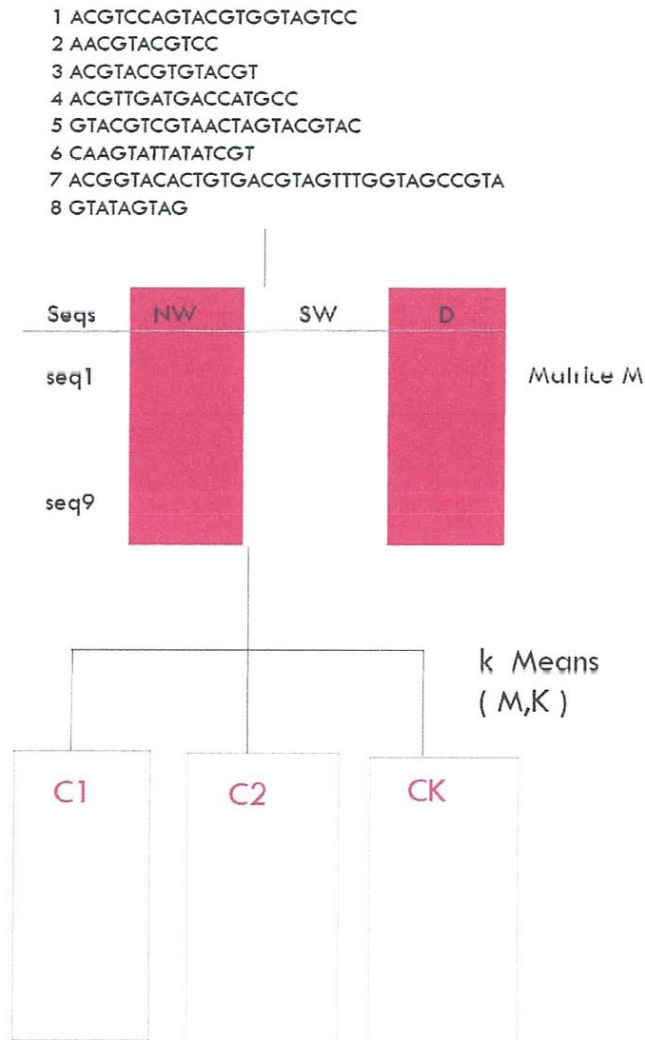 1 ACGTCCAGTACGTGGTAGTCC
2 AACGTACGTCC
3 ACGTACGTGTACGT
4 ACGTTGATGACCATGCC
5 GTACGTCGTAACTAGTACGTAC
6 CAAGTATTATATCGT
7 ACGGTACACTGTGACGTAGTTTGGTAGCCGTA
8 GTATAGTAG
Seqs NW SW D
seq1 Matrice M
seq9
k Means
( M,K )
C1 C2 CK